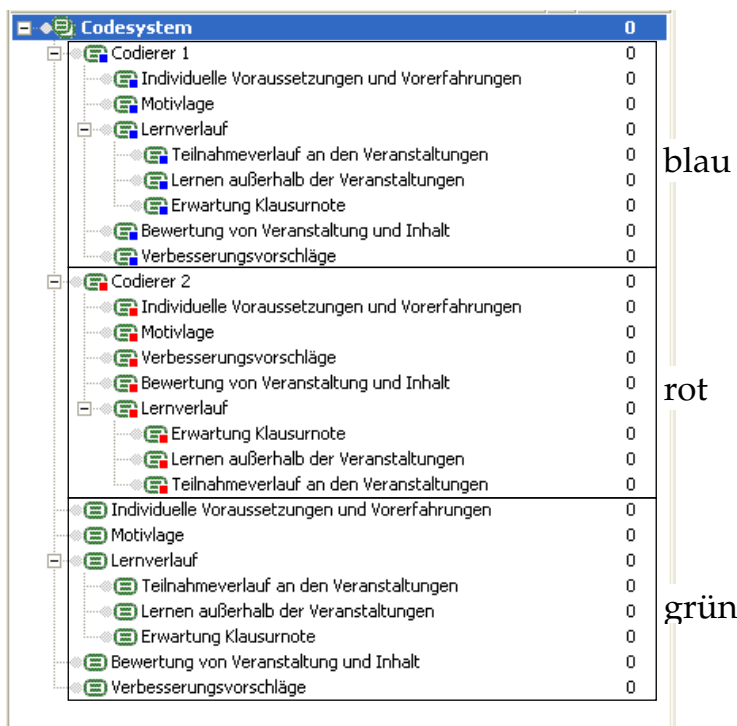 Codesystem 0
Codierer 1 0
Individuelle Voraussetzungen und Vorerfahrungen 0
Motivlage 0
Lernverlauf 0
Teilnahmeverlauf an den Veranstaltungen 0
Lernen außerhalb der Veranstaltungen 0
Erwartung Klausurnote 0
Bewertung von Veranstaltung und Inhalt 0
Verbesserungsvorschläge 0
blau
Codierer 2 0
Individuelle Voraussetzungen und Vorerfahrungen 0
Motivlage 0
Verbesserungsvorschläge 0
Bewertung von Veranstaltung und Inhalt 0
Lernverlauf 0
Erwartung Klausurnote 0
Lernen außerhalb der Veranstaltungen 0
Teilnahmeverlauf an den Veranstaltungen 0
rot
Individuelle Voraussetzungen und Vorerfahrungen 0
Motivlage 0
Lernverlauf 0
Teilnahmeverlauf an den Veranstaltungen 0
Lernen außerhalb der Veranstaltungen 0
Erwartung Klausurnote 0
Bewertung von Veranstaltung und Inhalt 0
Verbesserungsvorschläge 0
grün